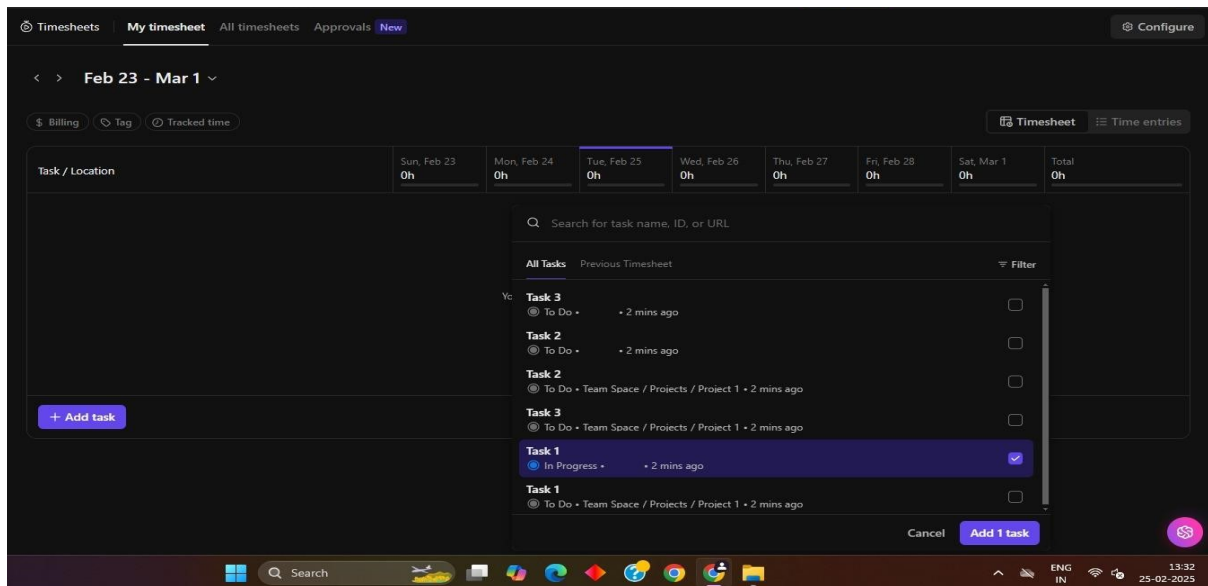 Timesheets My timesheet All timesheets Approvals New Configure
Feb 23 - Mar 1
$ Billing Tag Tracked time Timesheet Time entries
Task / Location Sun, Feb 23 Mon, Feb 24 Tue, Feb 25 Wed, Feb 26 Thu, Feb 27 Fri, Feb 28 Sat, Mar 1 Total
0h 0h 0h 0h 0h 0h 0h 0h
Search for task name, ID, or URL
All Tasks Previous Timesheet Filter
Yo
Task 3
To Do • • 2 mins ago
Task 2
To Do • • 2 mins ago
Task 2
To Do • Team Space / Projects / Project 1 • 2 mins ago
Task 3
To Do • Team Space / Projects / Project 1 • 2 mins ago
+ Add task
Task 1
In Progress • • 2 mins ago
Task 1
To Do • Team Space / Projects / Project 1 • 2 mins ago
Cancel Add 1 task
Search ENG 13:32
IN 25-02-2025